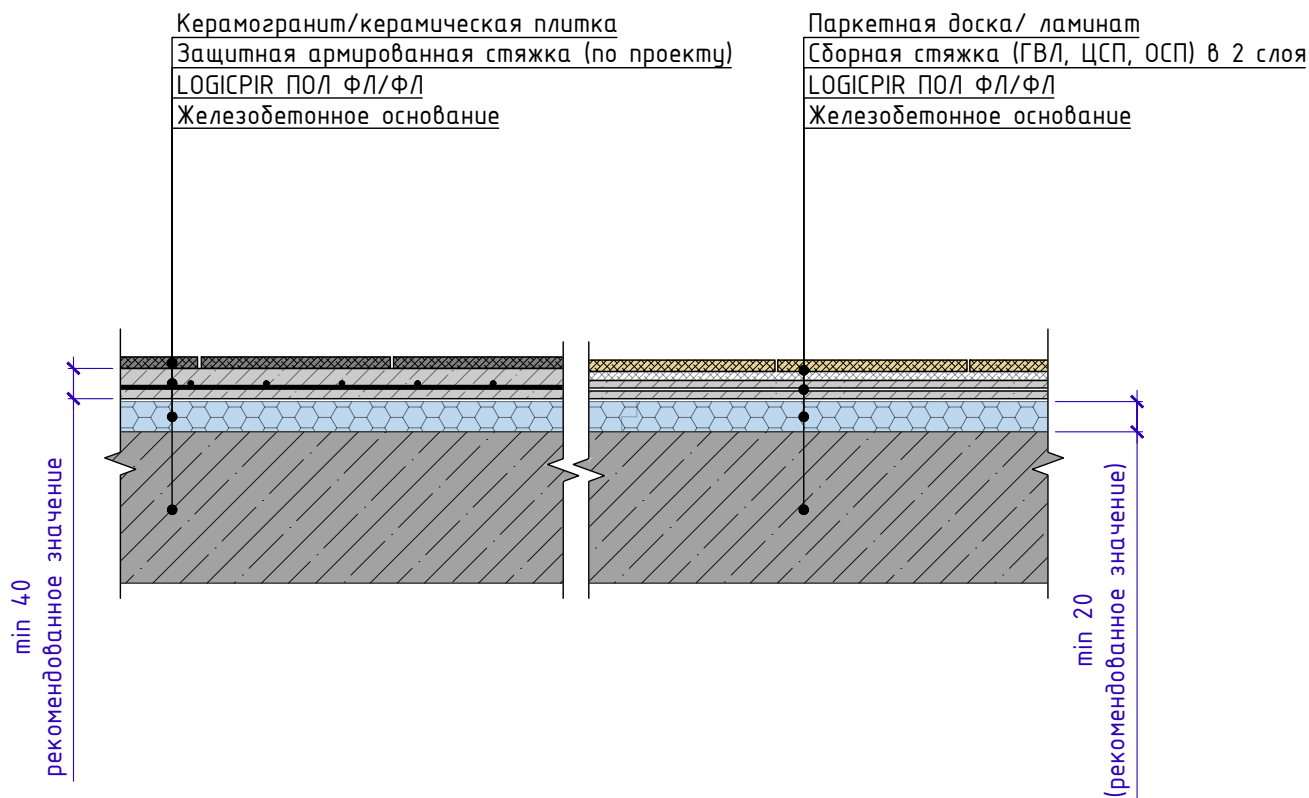 Керамогранит/керамическая плитка
Защитная армированная стяжка (по проекту)
LOGICPIR ПОЛ ФЛ/ФЛ
Железобетонное основание
Паркетная доска/ ламинат
Сборная стяжка (ГВЛ, ЦСП, ОСП) в 2 слоя
LOGICPIR ПОЛ ФЛ/ФЛ
Железобетонное основание
min 40
рекомендованное значение
min 20
(рекомендованное значение)